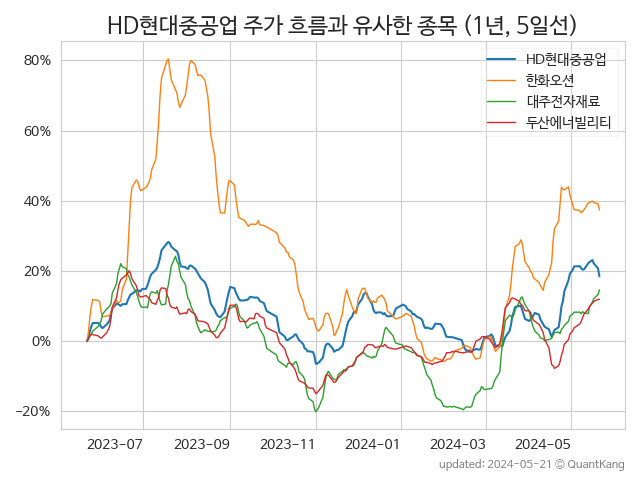 HD현대중공업 주가 흐름과 유사한 종목 (1년, 5일선)
HD현대중공업
한화오션
대주전자재료
두산에너빌리티
80%
60%
40%
20%
0%
−20%
2023-07
2023-09
2023-11
2024-01
2024-03
2024-05
updated: 2024-05-21 © QuantKang